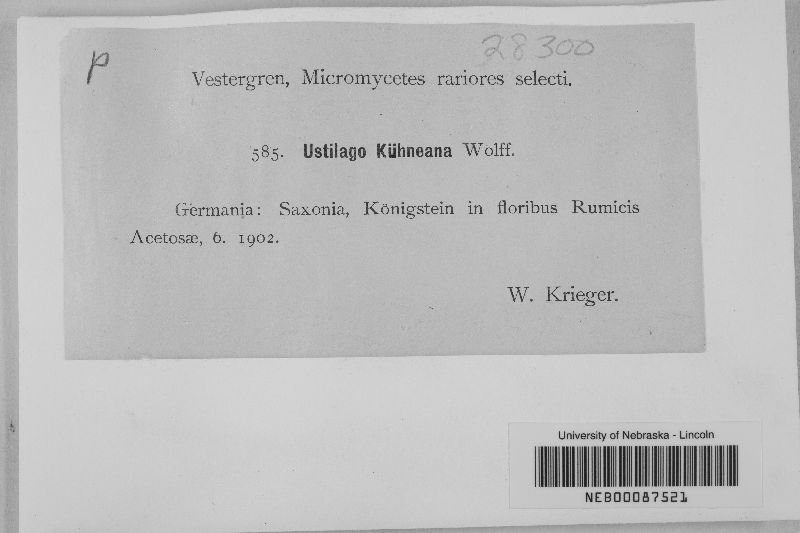 p
28300
Vestergren, Micromycetes rariores selecti.
585. Ustilago Kühneana Wolff.
Germania: Saxonia, Königstein in floribus Rumicis
Acetosæ, 6. 1902.
W. Krieger.
University of Nebraska - Lincoln
NEB00087521